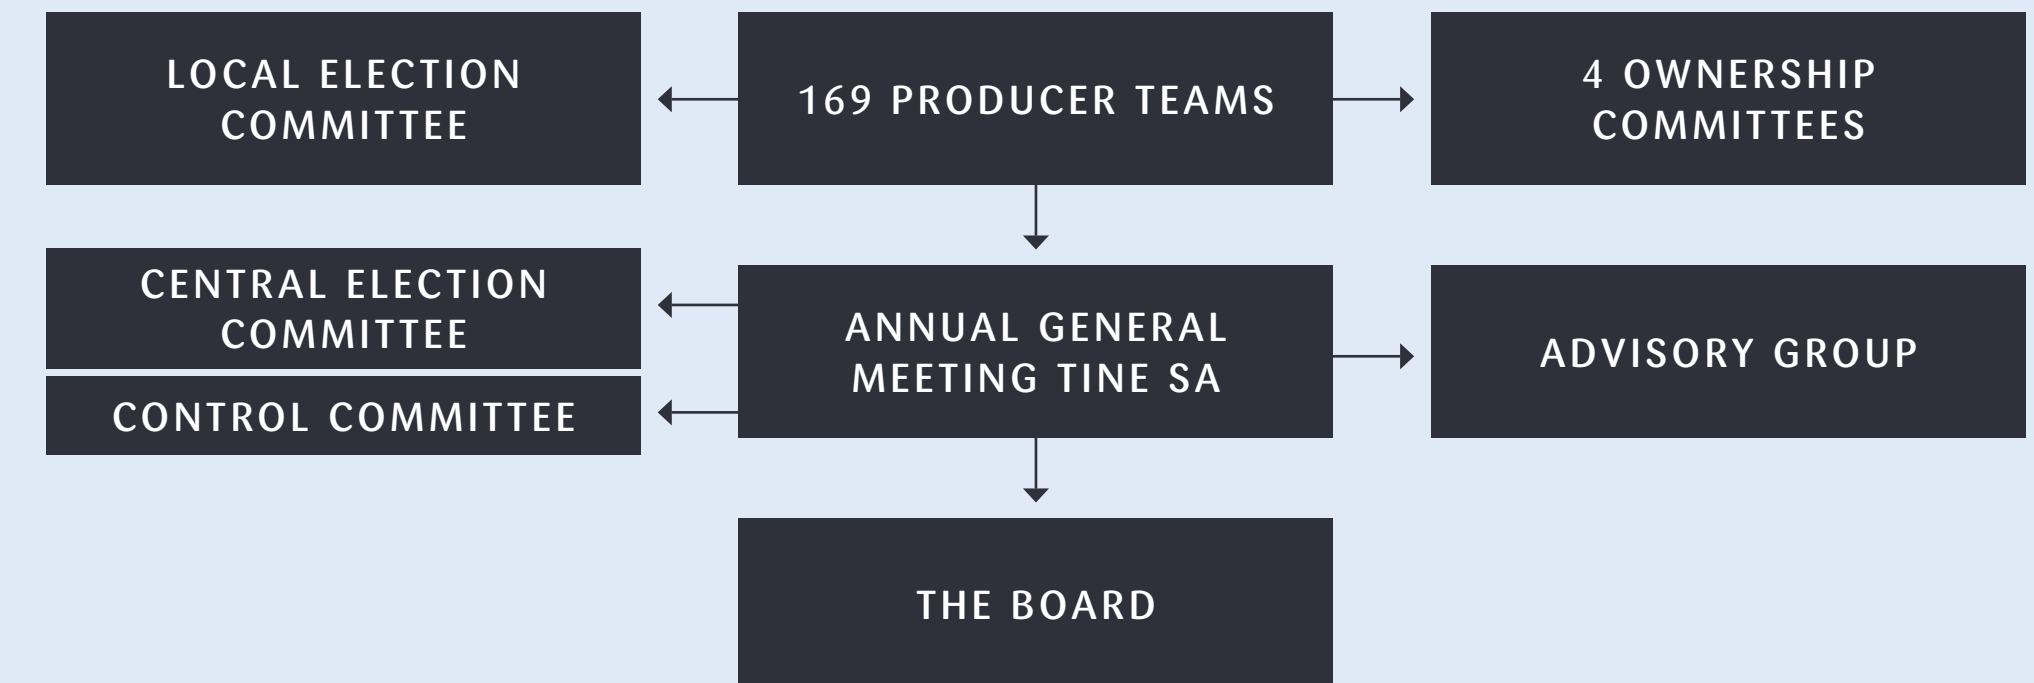 LOCAL ELECTION
COMMITTEE
169 PRODUCER TEAMS
4 OWNERSHIP
COMMITTEES
CENTRAL ELECTION
COMMITTEE
CONTROL COMMITTEE
ANNUAL GENERAL
MEETING TINE SA
ADVISORY GROUP
THE BOARD